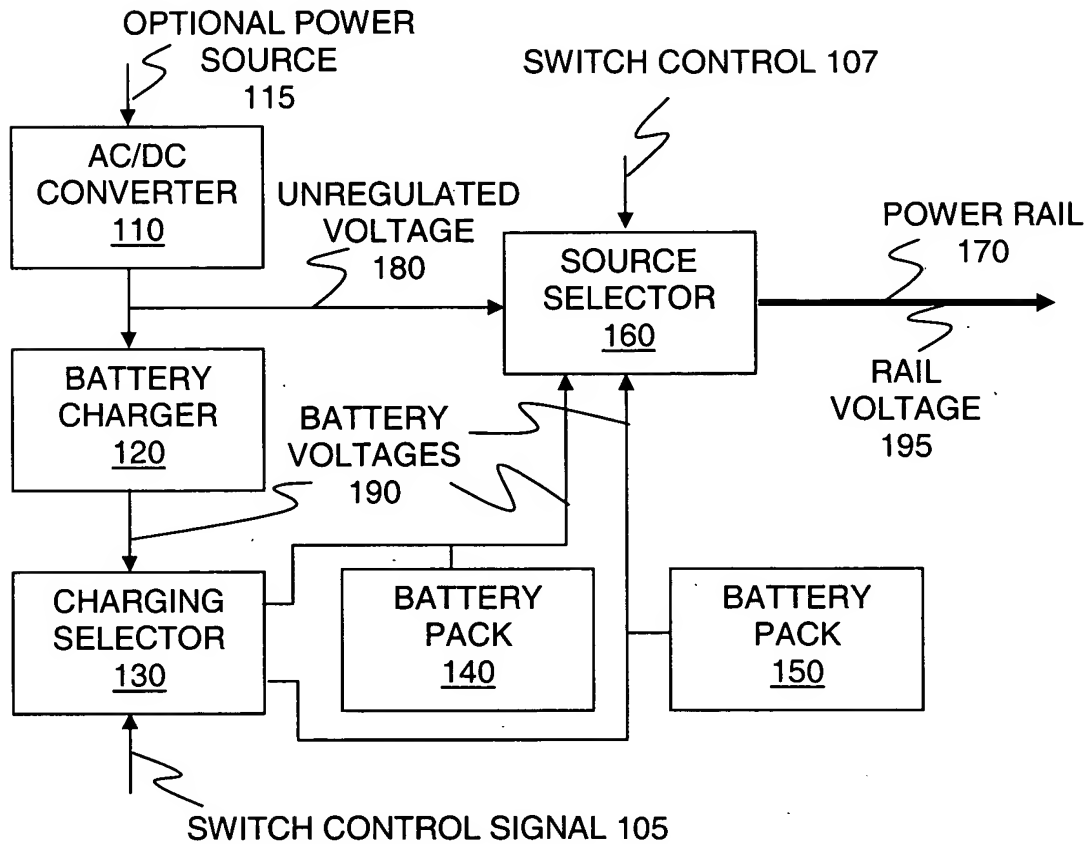 OPTIONAL POWER
SOURCE
115
SWITCH CONTROL 107
AC/DC
CONVERTER
110
UNREGULATED
VOLTAGE
180
SOURCE
SELECTOR
160
POWER RAIL
170
RAIL
VOLTAGE
195
BATTERY
CHARGER
120
BATTERY
VOLTAGES
190
CHARGING
SELECTOR
130
BATTERY
PACK
140
BATTERY
PACK
150
SWITCH CONTROL SIGNAL 105